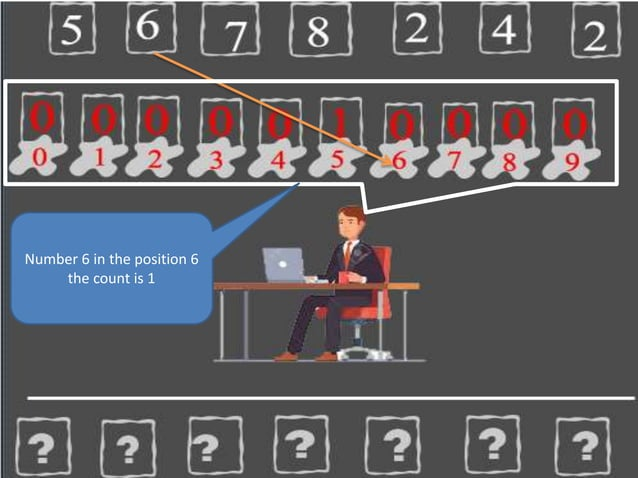 5 6 7 8 2 4 2
0 0 0 0 0 1 0 0 0 0
0 1 2 3 4 5 6 7 8 9
Number 6 in the position 6
the count is 1
? ? ? ? ? ? ?